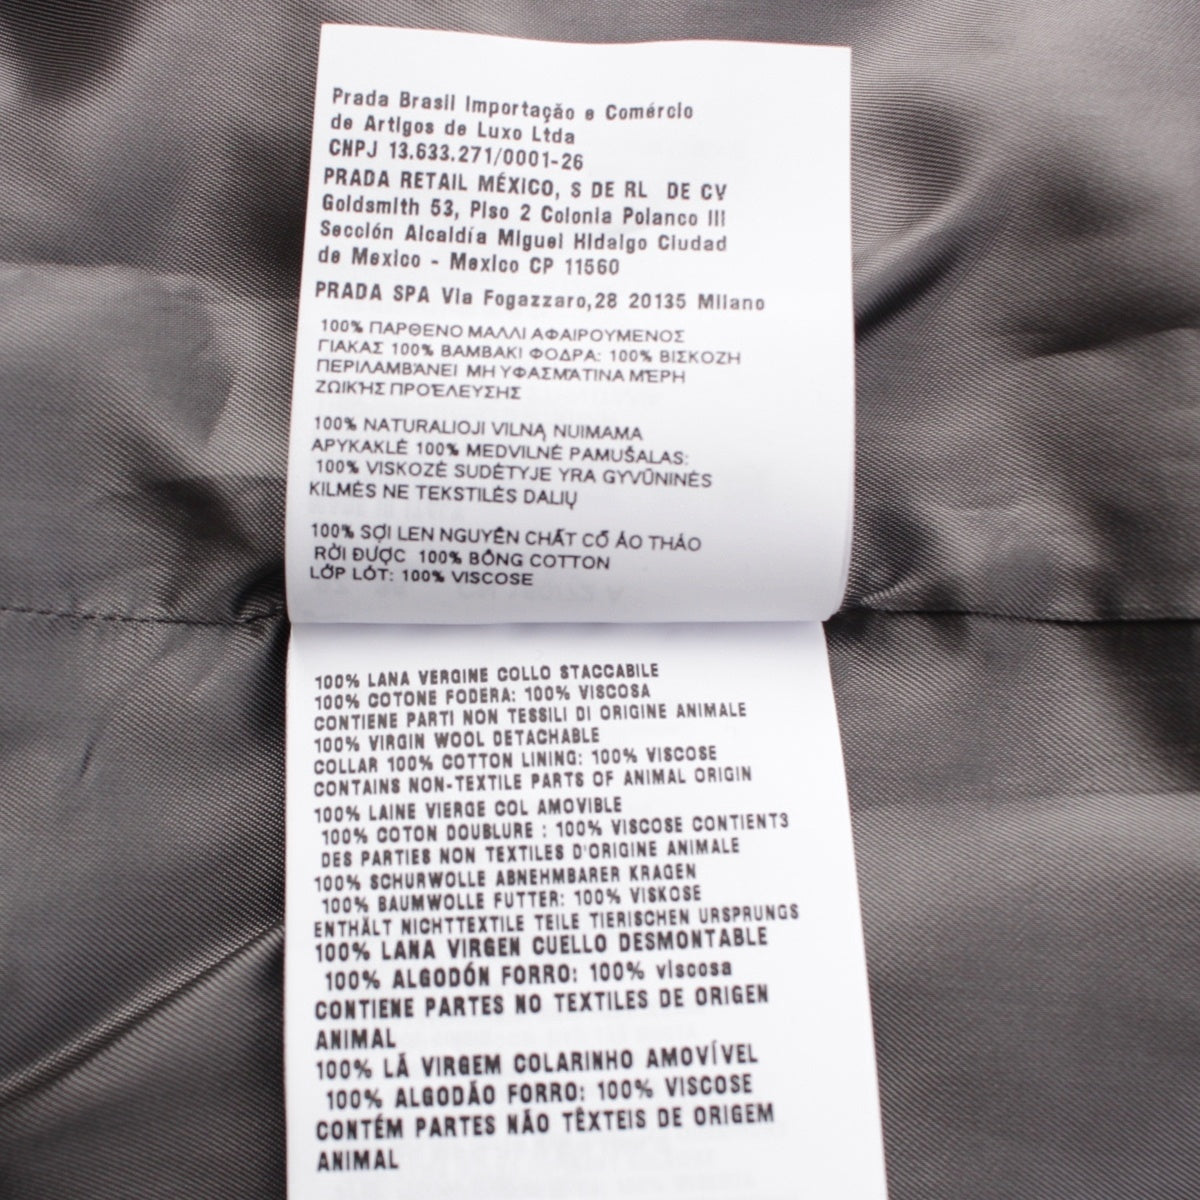 Prada Brasil Importação e Comércio
de Artigos de Luxo Ltda
CNPJ 13.633.271/0001-26
PRADA RETAIL MÉXICO, S DE RL DE CV
Goldsmith 53, Piso 2 Colonia Polanco III
Sección Alcaldía Miguel Hidalgo Ciudad
de Mexico - Mexico CP 11560
PRADA SPA Via Fogazzaro,28 20135 Milano
100% ΠΑΡΘΕΝΟ ΜΑΛΛΙ ΑΦΑΙΡΟΥΜΕΝΟΣ
ΓΙΑΚΑΣ 100% ΒΑΜΒΑΚΙ ΦΟΔΡΑ: 100% ΒΙΣΚΟΖΗ
ΠΕΡΙΛΑΜΒΆΝΕΙ ΜΗ ΥΦΑΣΜΆΤΙΝΑ ΜΈΡΗ
ΖΩΙΚΉΣ ΠΡΟΈΛΕΥΣΗΣ
100% NATURALIOJI VILNĄ NUIMAMA
APYKAKLĖ 100% MEDVILNĖ PAMUŠALAS:
100% VISKOZĖ SUDĖTYJE YRA GYVŪNINĖS
KILMĖS NE TEKSTILĖS DALIŲ
100% SỢI LEN NGUYÊN CHẤT CỔ ÁO THÁO
RỜI ĐƯỢC 100% BÔNG COTTON
LỚP LÓT: 100% VISCOSE
100% LANA VERGINE COLLO STACCABILE
100% COTONE FODERA: 100% VISCOSA
CONTIENE PARTI NON TESSILI DI ORIGINE ANIMALE
100% VIRGIN WOOL DETACHABLE
COLLAR 100% COTTON LINING: 100% VISCOSE
CONTAINS NON-TEXTILE PARTS OF ANIMAL ORIGIN
100% LAINE VIERGE COL AMOVIBLE
100% COTON DOUBLURE : 100% VISCOSE CONTIENT3
DES PARTIES NON TEXTILES D'ORIGINE ANIMALE
100% SCHURWOLLE ABNEHMBARER KRAGEN
100% BAUMWOLLE FUTTER: 100% VISKOSE
ENTHÄLT NICHTTEXTILE TEILE TIERISCHEN URSPRUNGS
100% LANA VIRGEN CUELLO DESMONTABLE
100% ALGODÓN FORRO: 100% viscosa
CONTIENE PARTES NO TEXTILES DE ORIGEN
ANIMAL
100% LÃ VIRGEM COLARINHO AMOVÍVEL
100% ALGODÃO FORRO: 100% VISCOSE
CONTÉM PARTES NÃO TÊXTEIS DE ORIGEM
ANIMAL